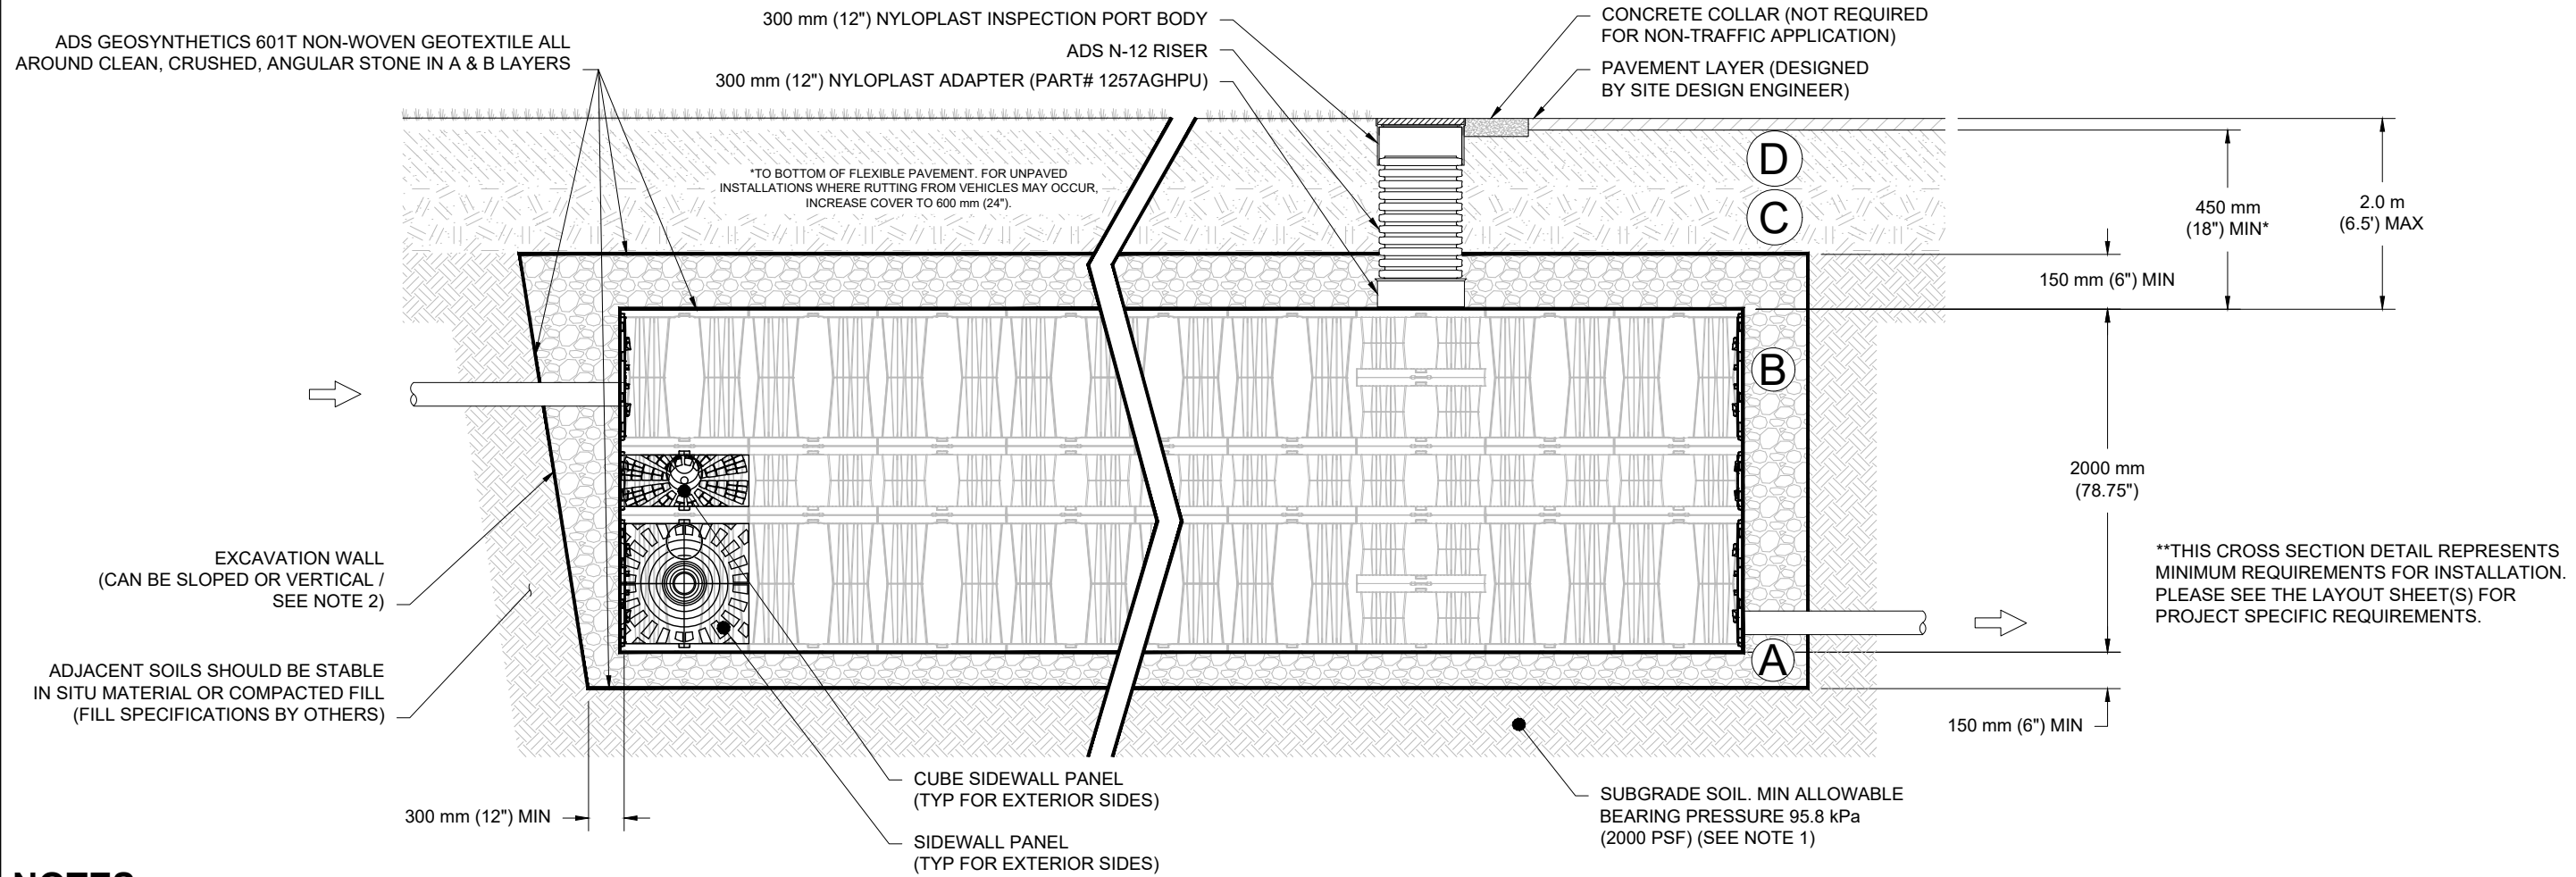 300 mm (12") NYLOPLAST INSPECTION PORT BODY
ADS N-12 RISER
300 mm (12") NYLOPLAST ADAPTER (PART# 1257AGHPU)
CONCRETE COLLAR (NOT REQUIRED
FOR NON-TRAFFIC APPLICATION)
PAVEMENT LAYER (DESIGNED
BY SITE DESIGN ENGINEER)
ADS GEOSYNTHETICS 601T NON-WOVEN GEOTEXTILE ALL
AROUND CLEAN, CRUSHED, ANGULAR STONE IN A & B LAYERS
*TO BOTTOM OF FLEXIBLE PAVEMENT. FOR UNPAVED
INSTALLATIONS WHERE RUTTING FROM VEHICLES MAY OCCUR,
INCREASE COVER TO 600 mm (24").
D
C
450 mm
(18") MIN*
2.0 m
(6.5') MAX
150 mm (6") MIN
B
2000 mm
(78.75")
**THIS CROSS SECTION DETAIL REPRESENTS
MINIMUM REQUIREMENTS FOR INSTALLATION.
PLEASE SEE THE LAYOUT SHEET(S) FOR
PROJECT SPECIFIC REQUIREMENTS.
EXCAVATION WALL
(CAN BE SLOPED OR VERTICAL /
SEE NOTE 2)
ADJACENT SOILS SHOULD BE STABLE
IN SITU MATERIAL OR COMPACTED FILL
(FILL SPECIFICATIONS BY OTHERS)
A
150 mm (6") MIN
300 mm (12") MIN
CUBE SIDEWALL PANEL
(TYP FOR EXTERIOR SIDES)
SIDEWALL PANEL
(TYP FOR EXTERIOR SIDES)
SUBGRADE SOIL. MIN ALLOWABLE
BEARING PRESSURE 95.8 kPa
(2000 PSF) (SEE NOTE 1)